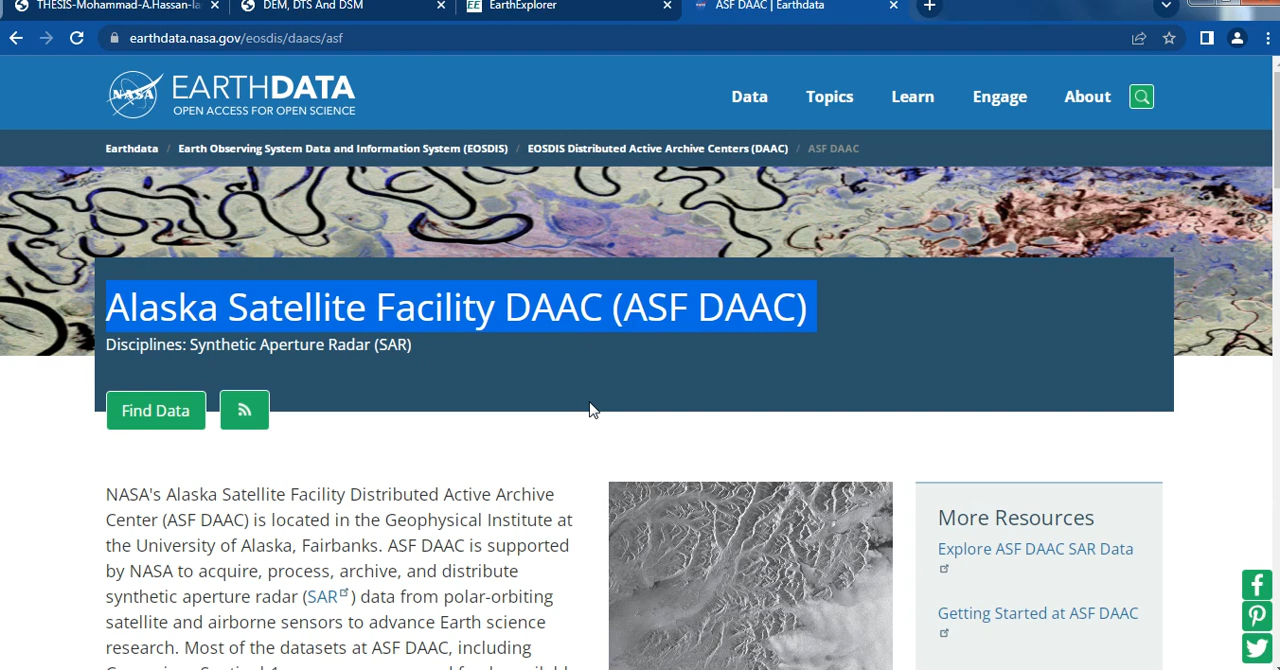 THESIS-Mohammad-A.Hassan-la
DEM, DTS And DSM
EarthExplorer
ASF DAAC | Earthdata
earthdata.nasa.gov/eosdis/daacs/asf
NASA
EARTHDATA
OPEN ACCESS FOR OPEN SCIENCE
Data
Topics
Learn
Engage
About
Earthdata / Earth Observing System Data and Information System (EOSDIS) / EOSDIS Distributed Active Archive Centers (DAAC) / ASF DAAC
Alaska Satellite Facility DAAC (ASF DAAC)
Disciplines: Synthetic Aperture Radar (SAR)
Find Data
NASA's Alaska Satellite Facility Distributed Active Archive
Center (ASF DAAC) is located in the Geophysical Institute at
the University of Alaska, Fairbanks. ASF DAAC is supported
by NASA to acquire, process, archive, and distribute
synthetic aperture radar (SAR) data from polar-orbiting
satellite and airborne sensors to advance Earth science
research. Most of the datasets at ASF DAAC, including
More Resources
Explore ASF DAAC SAR Data
Getting Started at ASF DAAC